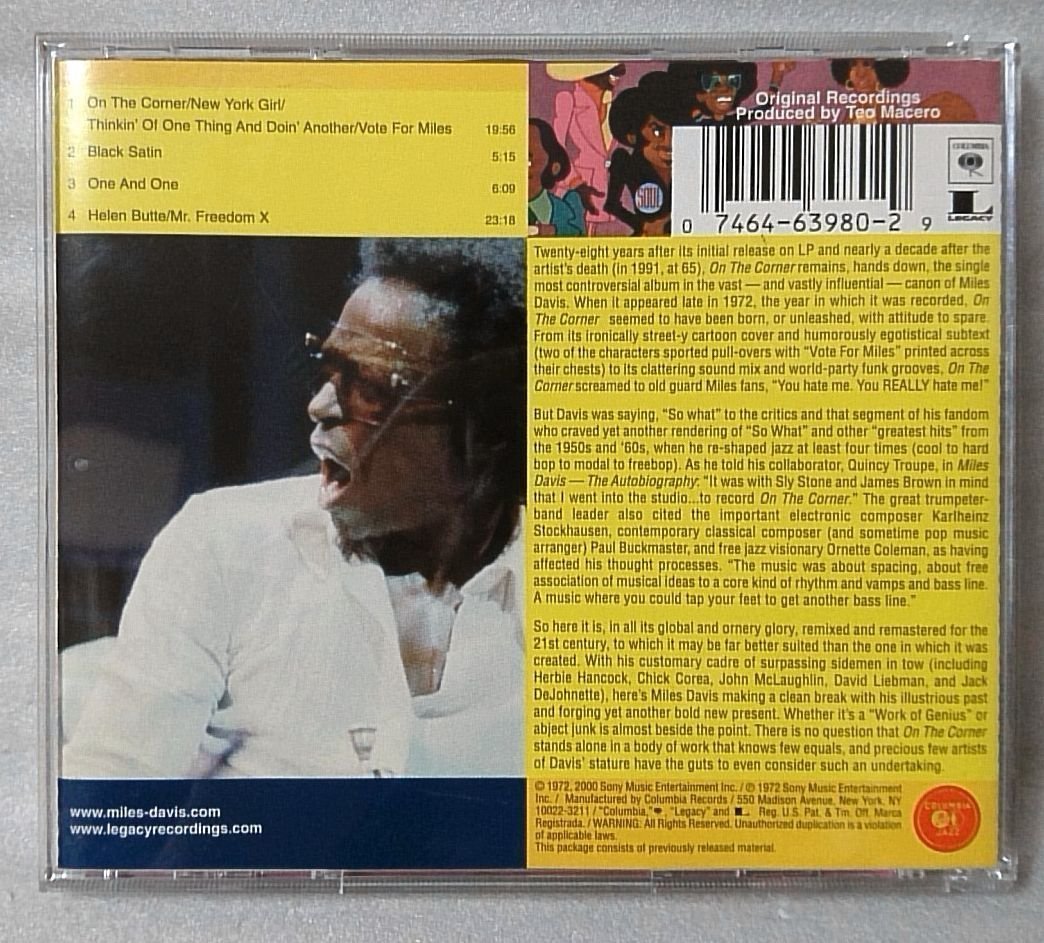 1 On The Corner/New York Girl/
Thinkin' Of One Thing And Doin' Another/Vote For Miles 19:56
2 Black Satin 5:15
3 One And One 6:09
4 Helen Butte/Mr. Freedom X 23:18
Original Recordings
Produced by Teo Macero
SOUL
COLUMBIA
LEGACY
0 7464-63980-2 9
Twenty-eight years after its initial release on LP and nearly a decade after the
artist's death (in 1991, at 65), On The Corner remains, hands down, the single
most controversial album in the vast — and vastly influential — canon of Miles
Davis. When it appeared late in 1972, the year in which it was recorded, On
The Corner seemed to have been born, or unleashed, with attitude to spare.
From its ironically street-y cartoon cover and humorously egotistical subtext
(two of the characters sported pull-overs with "Vote For Miles" printed across
their chests) to its clattering sound mix and world-party funk grooves, On The
Corner screamed to old guard Miles fans, "You hate me. You REALLY hate me!"
But Davis was saying, "So what" to the critics and that segment of his fandom
who craved yet another rendering of "So What" and other "greatest hits" from
the 1950s and '60s, when he re-shaped jazz at least four times (cool to hard
bop to modal to freebop). As he told his collaborator, Quincy Troupe, in Miles
Davis — The Autobiography: "It was with Sly Stone and James Brown in mind
that I went into the studio...to record On The Corner." The great trumpeter-
band leader also cited the important electronic composer Karlheinz
Stockhausen, contemporary classical composer (and sometime pop music
arranger) Paul Buckmaster, and free jazz visionary Ornette Coleman, as having
affected his thought processes. "The music was about spacing, about free
association of musical ideas to a core kind of rhythm and vamps and bass line.
A music where you could tap your feet to get another bass line."
So here it is, in all its global and ornery glory, remixed and remastered for the
21st century, to which it may be far better suited than the one in which it was
created. With his customary cadre of surpassing sidemen in tow (including
Herbie Hancock, Chick Corea, John McLaughlin, David Liebman, and Jack
DeJohnette), here's Miles Davis making a clean break with his illustrious past
and forging yet another bold new present. Whether it's a "Work of Genius" or
abject junk is almost beside the point. There is no question that On The Corner
stands alone in a body of work that knows few equals, and precious few artists
of Davis' stature have the guts to even consider such an undertaking.
www.miles-davis.com
www.legacyrecordings.com
© 1972, 2000 Sony Music Entertainment Inc. / ℗ 1972 Sony Music Entertainment
Inc. / Manufactured by Columbia Records / 550 Madison Avenue, New York, NY
10022-3211 / "Columbia," "Legacy" and L Reg. U.S. Pat. & Tm. Off. Marca
Registrada. / WARNING: All Rights Reserved. Unauthorized duplication is a violation
of applicable laws.
This package consists of previously released material.
COLUMBIA
JAZZ